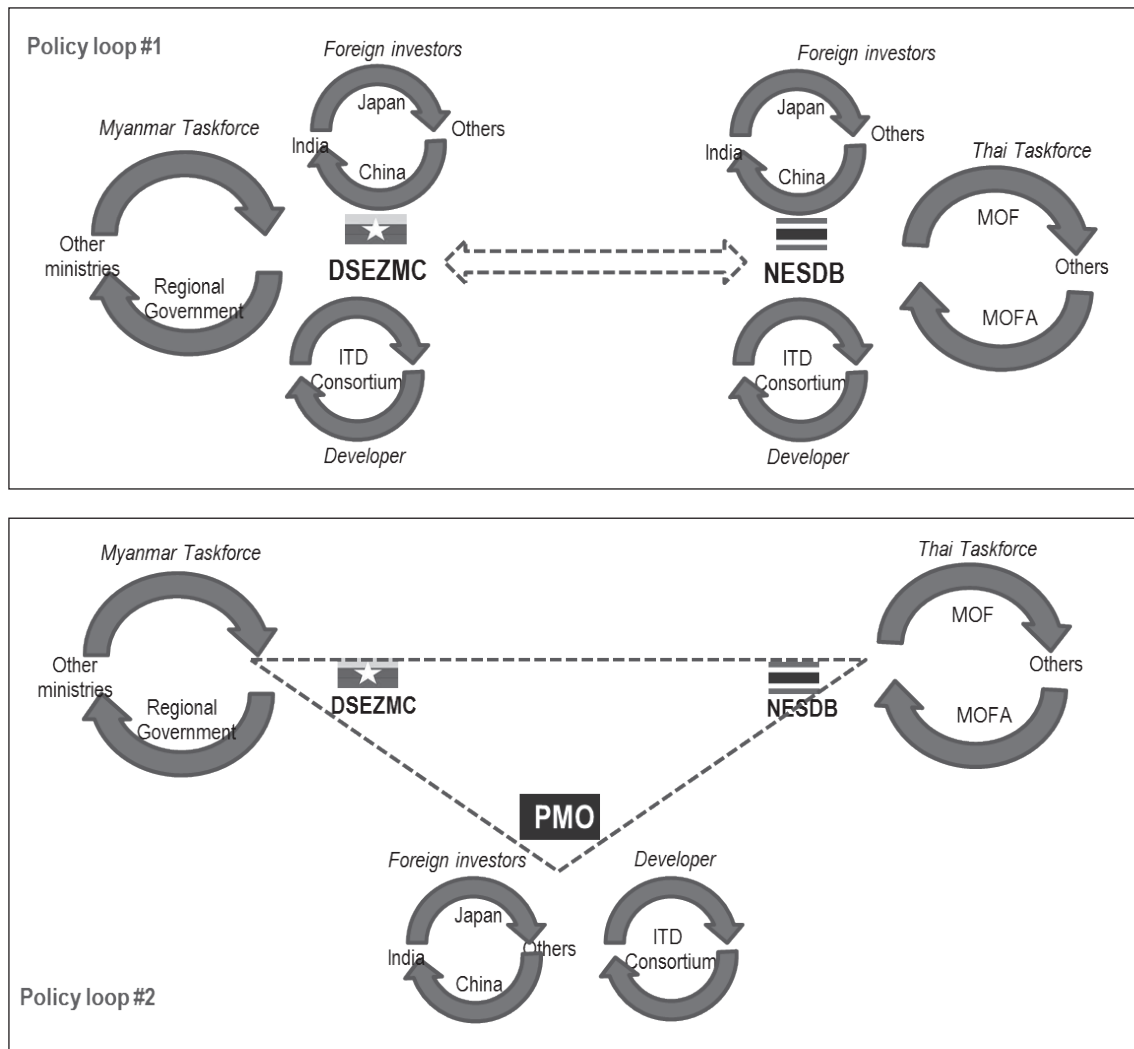 Policy loop #1
Foreign investors
Japan
India
Others
China
Myanmar Taskforce
Other
ministries
Regional
Government
DSEZMC
ITD
Consortium
Developer
Foreign investors
Japan
India
Others
China
Thai Taskforce
MOF
Others
MOFA
NESDB
ITD
Consortium
Developer
Myanmar Taskforce
Other
ministries
Regional
Government
DSEZMC
Thai Taskforce
MOF
Others
MOFA
NESDB
PMO
Foreign investors
Japan
India
Others
China
Developer
ITD
Consortium
Policy loop #2